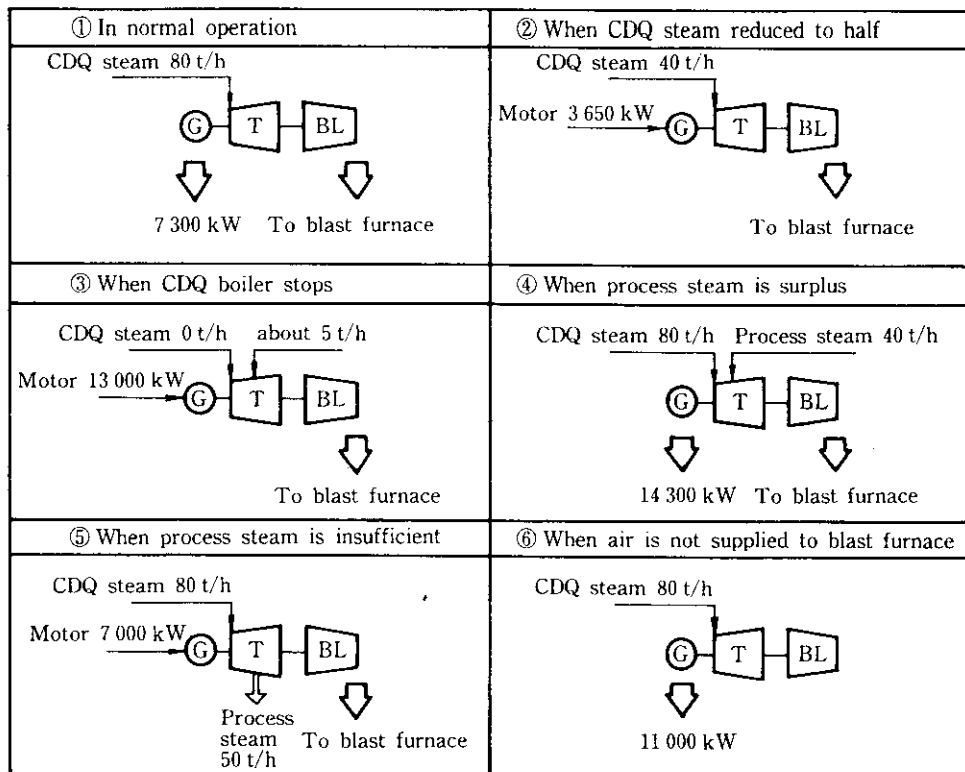 ① In normal operation
CDQ steam 80 t/h
G
T
BL
7 300 kW
To blast furnace
② When CDQ steam reduced to half
CDQ steam 40 t/h
Motor 3 650 kW
G
T
BL
To blast furnace
③ When CDQ boiler stops
CDQ steam 0 t/h
about 5 t/h
Motor 13 000 kW
G
T
BL
To blast furnace
④ When process steam is surplus
CDQ steam 80 t/h
Process steam 40 t/h
G
T
BL
14 300 kW
To blast furnace
⑤ When process steam is insufficient
CDQ steam 80 t/h
Motor 7 000 kW
G
T
BL
Process
steam
50 t/h
To blast furnace
⑥ When air is not supplied to blast furnace
CDQ steam 80 t/h
G
T
BL
11 000 kW